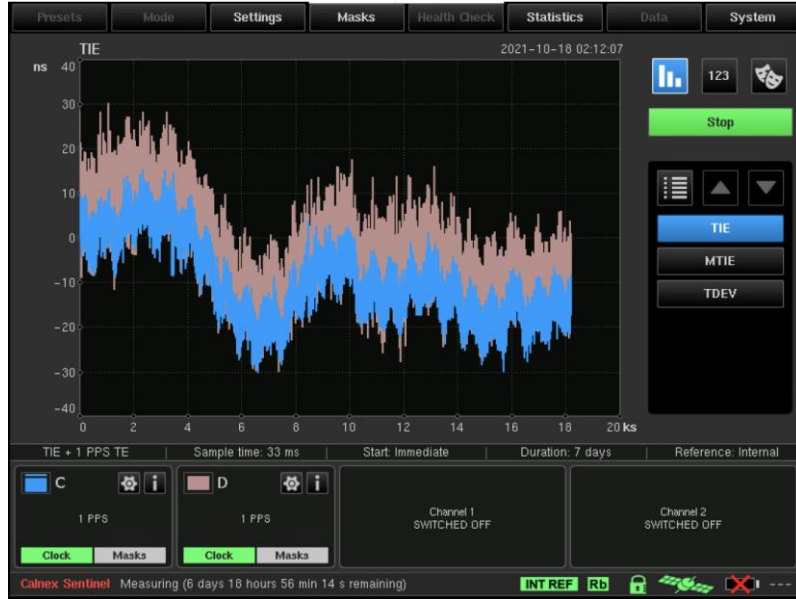 Presets Mode Settings Masks Health Check Statistics Data System
TIE 2021-10-18 02:12:07
ns 40
30
20
10
0
-10
-20
-30
-40
0 2 4 6 8 10 12 14 16 18 20 ks
123
Stop
TIE
MTIE
TDEV
TIE + 1 PPS TE | Sample time: 33 ms | Start: Immediate | Duration: 7 days | Reference: Internal
C i D i
1 PPS 1 PPS
Channel 1 Channel 2
SWITCHED OFF SWITCHED OFF
Clock Masks Clock Masks
Calnex Sentinel Measuring (6 days 18 hours 56 min 14 s remaining) INT REF Rb ---